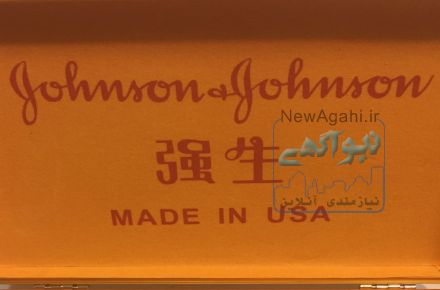 Johnson & Johnson
NewAgahi.ir
نیوآگهی
强生
نیازمندی آنلاین
MADE IN USA